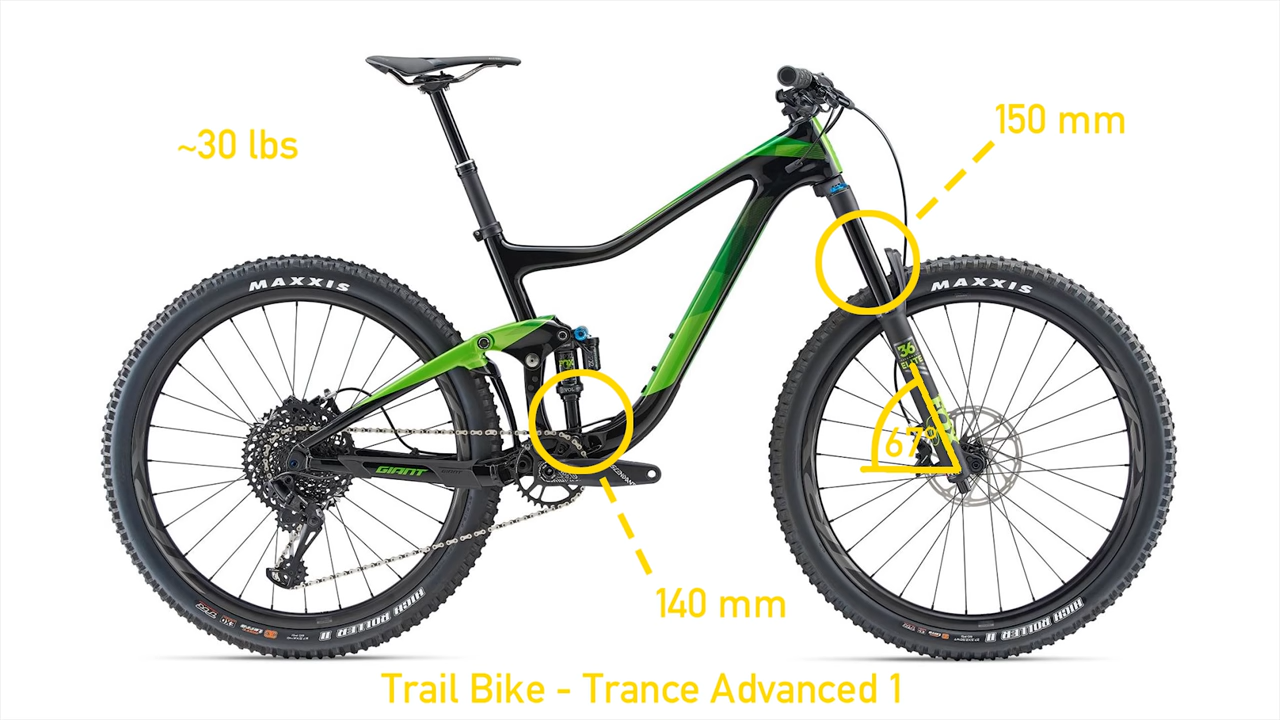 150 mm
~30 lbs
MAXXIS
MAXXIS
36
FOX
67°
GIANT
140 mm
HIGH ROLLER II
HIGH ROLLER II
Trail Bike - Trance Advanced 1